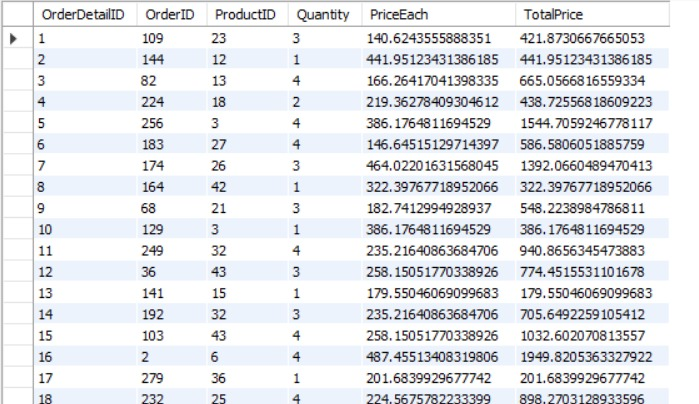 OrderDetailID OrderID ProductID Quantity PriceEach TotalPrice
1 109 23 3 140.6243555888351 421.8730667665053
2 144 12 1 441.95123431386185 441.95123431386185
3 82 13 4 166.26417041398335 665.0566816559334
4 224 18 2 219.36278409304612 438.72556818609223
5 256 3 4 386.1764811694529 1544.7059246778117
6 183 27 4 146.64515129714397 586.5806051885759
7 174 26 3 464.02201631568045 1392.0660489470413
8 164 42 1 322.39767718952066 322.39767718952066
9 68 21 3 182.7412994928937 548.2238984786811
10 129 3 1 386.1764811694529 386.1764811694529
11 249 32 4 235.21640863684706 940.8656345473883
12 36 43 3 258.15051770338926 774.4515531101678
13 141 15 1 179.55046069099683 179.55046069099683
14 192 32 3 235.21640863684706 705.6492259105412
15 103 43 4 258.15051770338926 1032.602070813557
16 2 6 4 487.45513408319806 1949.8205363327922
17 279 36 1 201.6839929677742 201.6839929677742
18 232 25 4 224.5675782233399 898.2703128933596